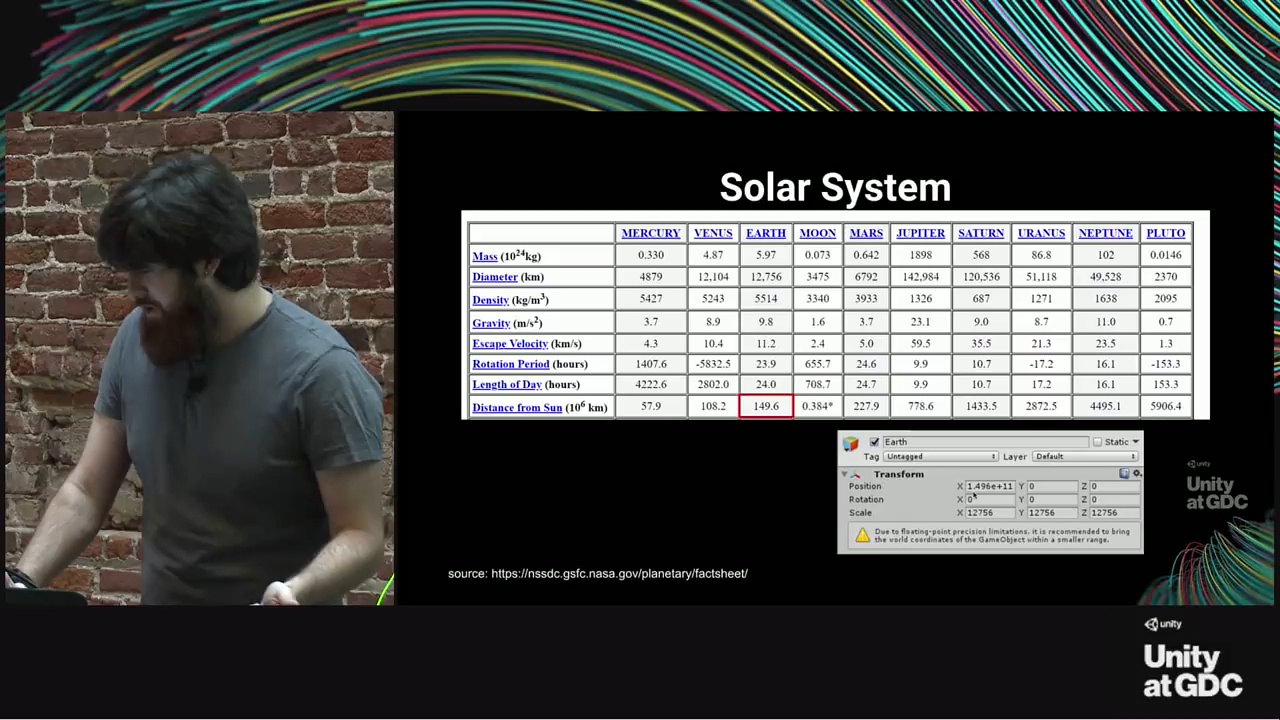 Solar System
MERCURY VENUS EARTH MOON MARS JUPITER SATURN URANUS NEPTUNE PLUTO
Mass (10²⁴kg) 0.330 4.87 5.97 0.073 0.642 1898 568 86.8 102 0.0146
Diameter (km) 4879 12,104 12,756 3475 6792 142,984 120,536 51,118 49,528 2370
Density (kg/m³) 5427 5243 5514 3340 3933 1326 687 1271 1638 2095
Gravity (m/s²) 3.7 8.9 9.8 1.6 3.7 23.1 9.0 8.7 11.0 0.7
Escape Velocity (km/s) 4.3 10.4 11.2 2.4 5.0 59.5 35.5 21.3 23.5 1.3
Rotation Period (hours) 1407.6 -5832.5 23.9 655.7 24.6 9.9 10.7 -17.2 16.1 -153.3
Length of Day (hours) 4222.6 2802.0 24.0 708.7 24.7 9.9 10.7 17.2 16.1 153.3
Distance from Sun (10⁶ km) 57.9 108.2 149.6 0.384* 227.9 778.6 1433.5 2872.5 4495.1 5906.4
Earth Static
Tag Untagged Layer Default
Transform
Position X 1.496e+11 Y 0 Z 0
Rotation X 0 Y 0 Z 0
Scale X 12756 Y 12756 Z 12756
Due to floating-point precision limitations, it is recommended to bring
the world coordinates of the GameObject within a smaller range.
unity
Unity
at GDC
source: https://nssdc.gsfc.nasa.gov/planetary/factsheet/
unity
Unity
at GDC